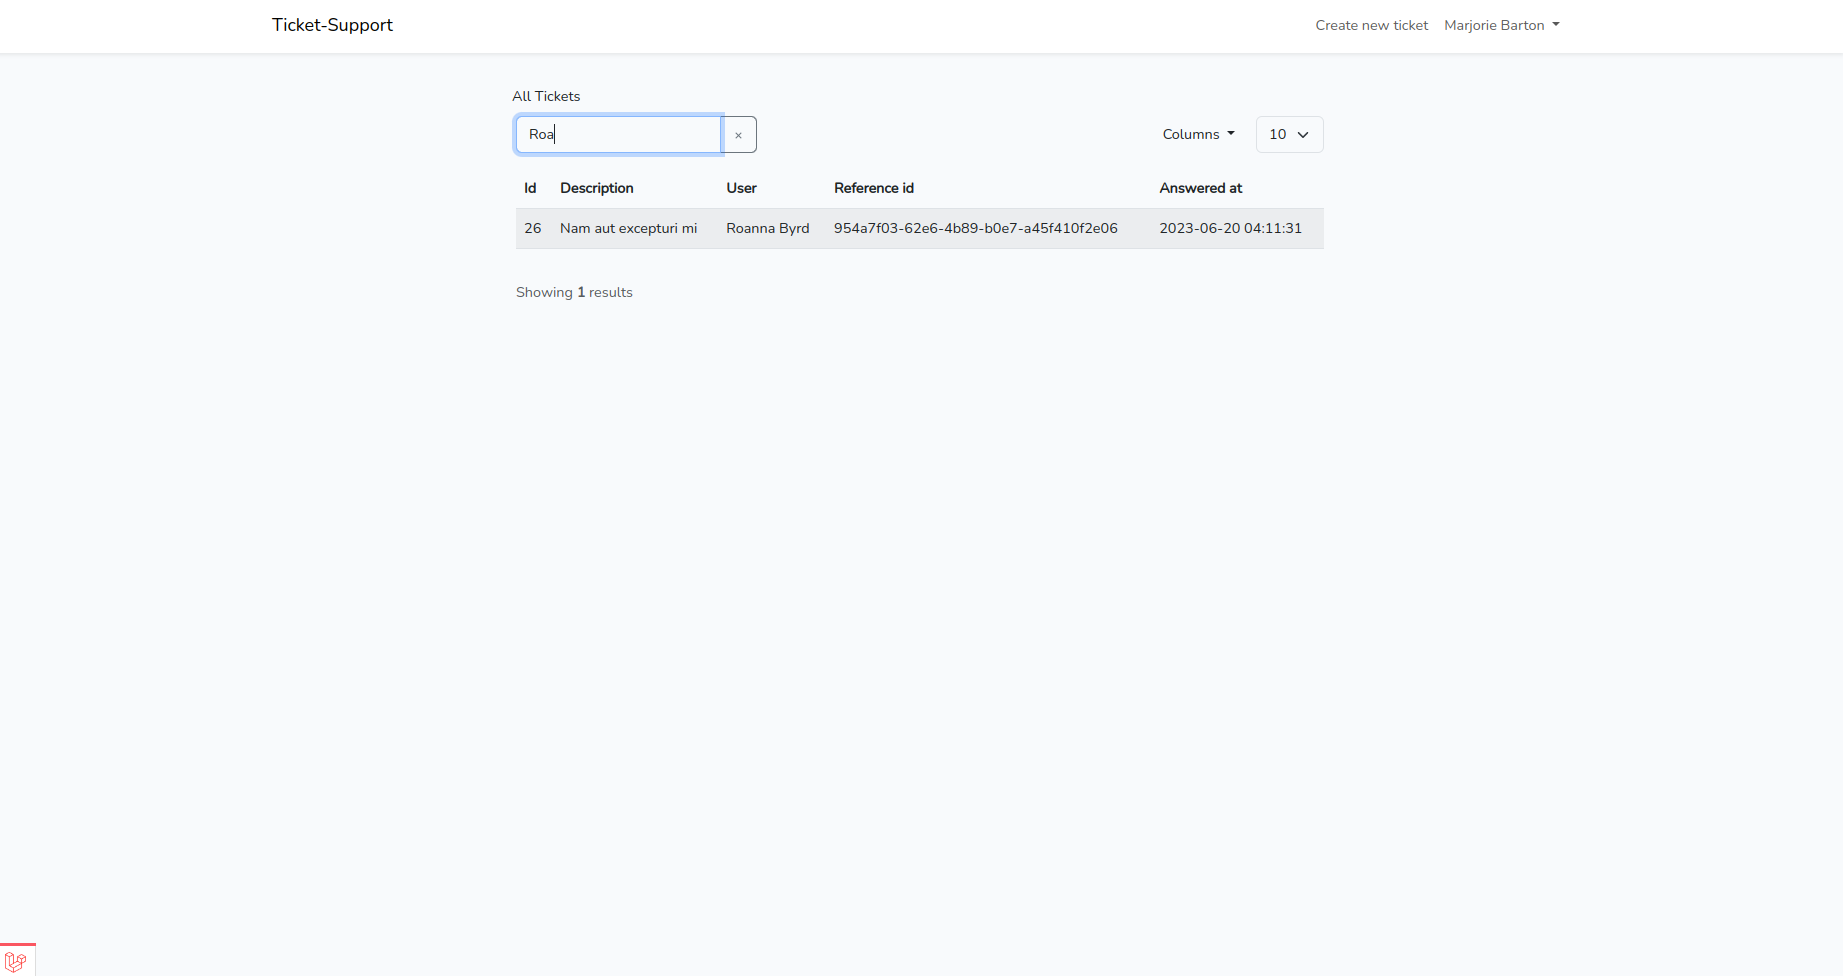 Ticket-Support
Create new ticket Marjorie Barton
All Tickets
Roa ×
Columns 10
Id Description User Reference id Answered at
26 Nam aut excepturi mi Roanna Byrd 954a7f03-62e6-4b89-b0e7-a45f410f2e06 2023-06-20 04:11:31
Showing 1 results